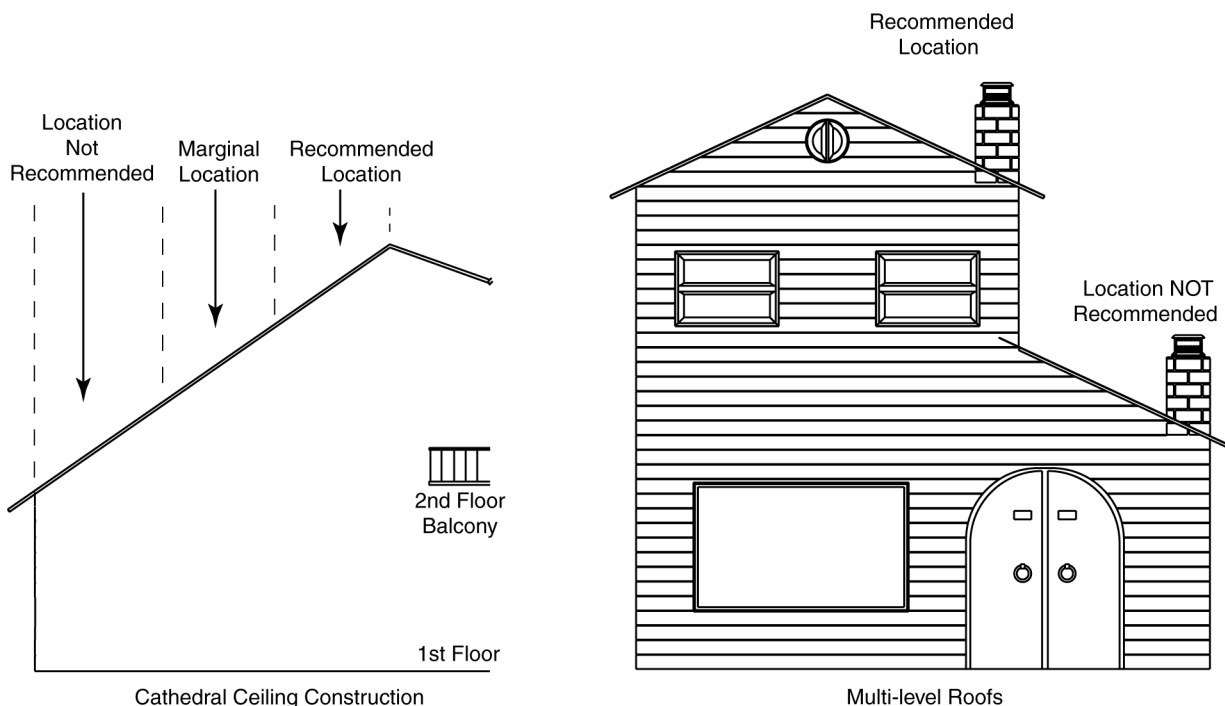 Recommended
Location
Location
Not
Recommended
Marginal
Location
Recommended
Location
Location NOT
Recommended
2nd Floor
Balcony
1st Floor
Cathedral Ceiling Construction
Multi-level Roofs